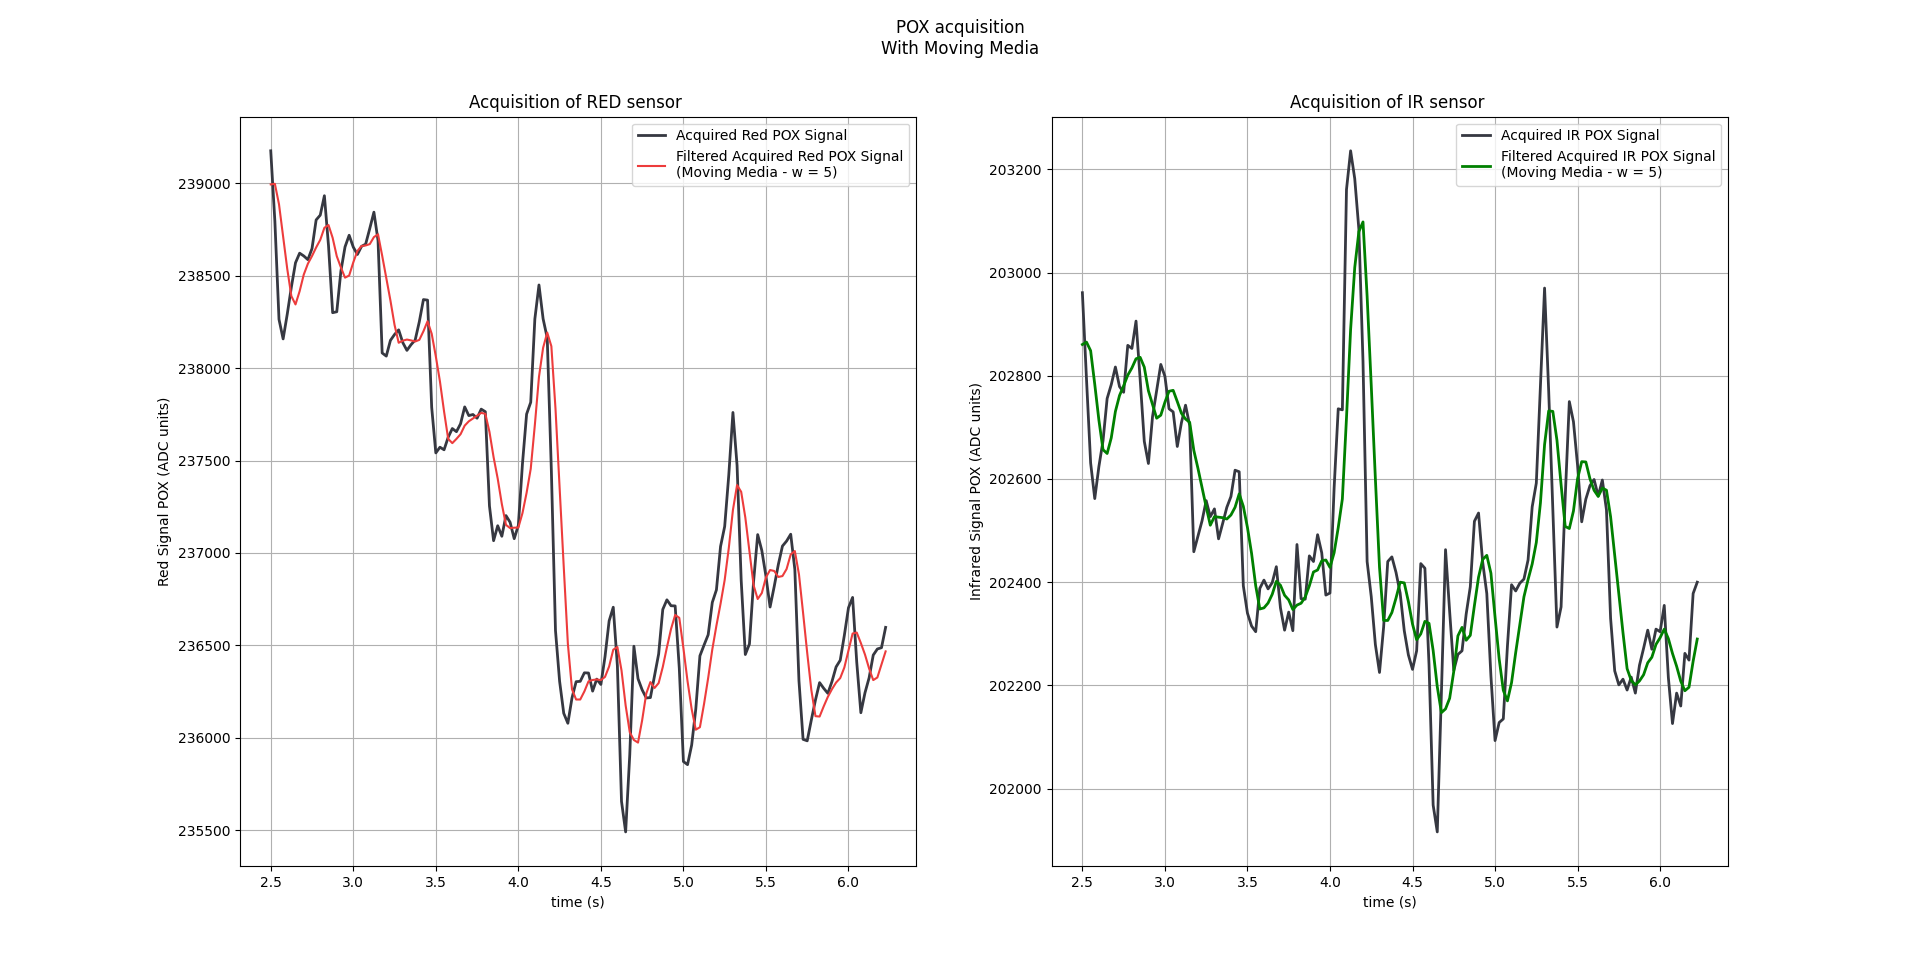 POX acquisition
With Moving Media
Acquisition of RED sensor
Acquired Red POX Signal
Filtered Acquired Red POX Signal
(Moving Media - w = 5)
Red Signal POX (ADC units)
239000
238500
238000
237500
237000
236500
236000
235500
2.5 3.0 3.5 4.0 4.5 5.0 5.5 6.0
time (s)
Acquisition of IR sensor
Acquired IR POX Signal
Filtered Acquired IR POX Signal
(Moving Media - w = 5)
Infrared Signal POX (ADC units)
203200
203000
202800
202600
202400
202200
202000
2.5 3.0 3.5 4.0 4.5 5.0 5.5 6.0
time (s)